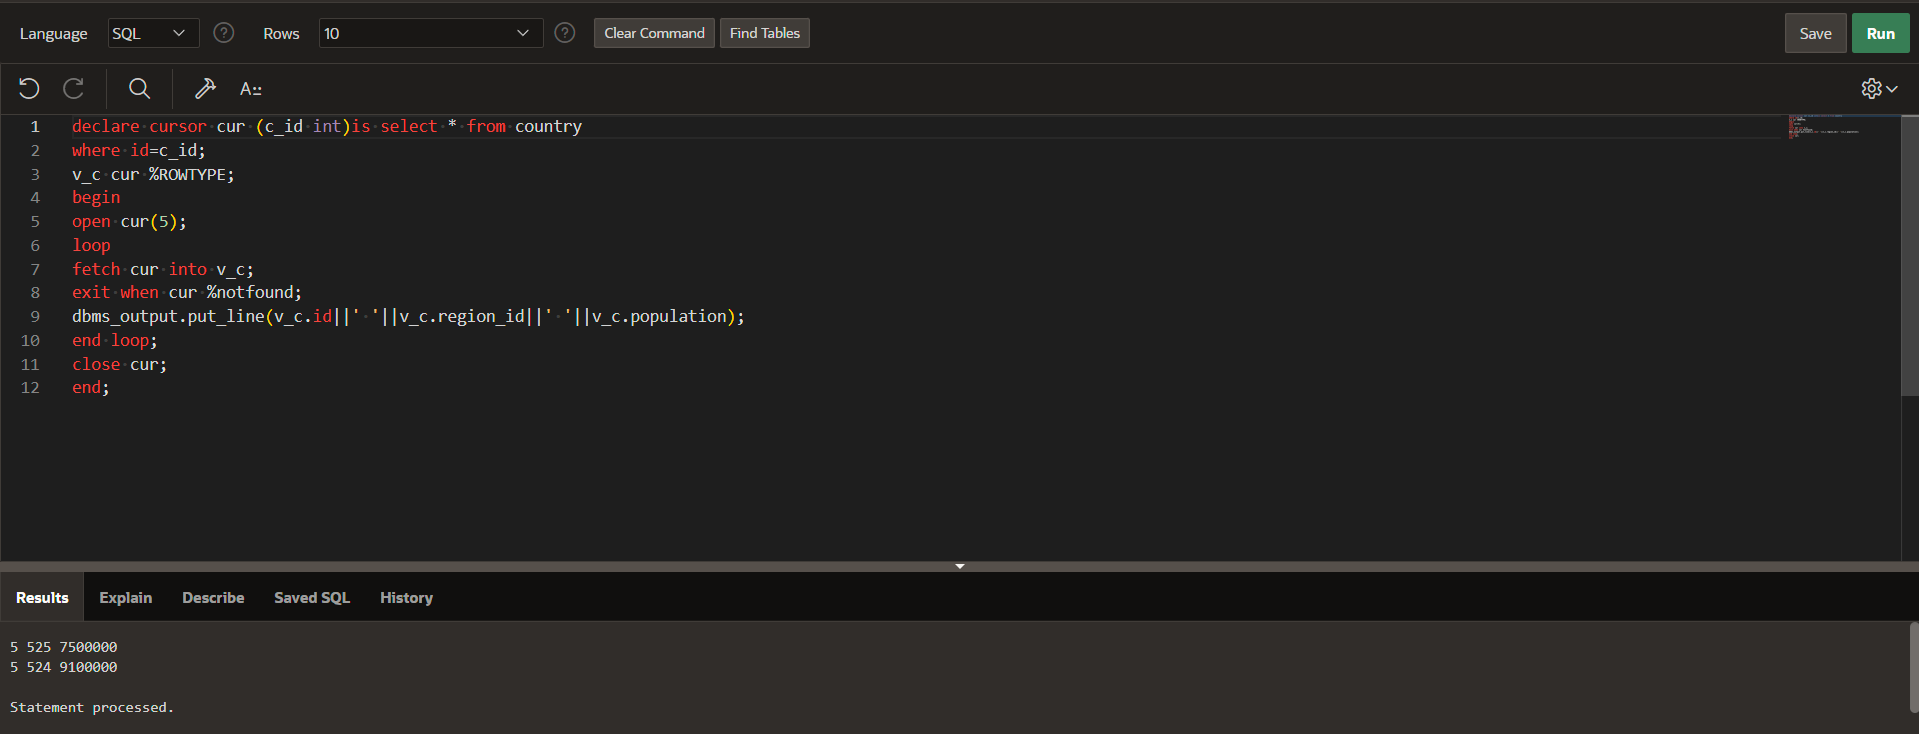 Language SQL Rows 10 Clear Command Find Tables Save Run
A::
1 declare cursor cur (c_id int)is select * from country
2 where id=c_id;
3 v_c cur %ROWTYPE;
4 begin
5 open cur(5);
6 loop
7 fetch cur into v_c;
8 exit when cur %notfound;
9 dbms_output.put_line(v_c.id||' '||v_c.region_id||' '||v_c.population);
10 end loop;
11 close cur;
12 end;
Results Explain Describe Saved SQL History
5 525 7500000
5 524 9100000
Statement processed.